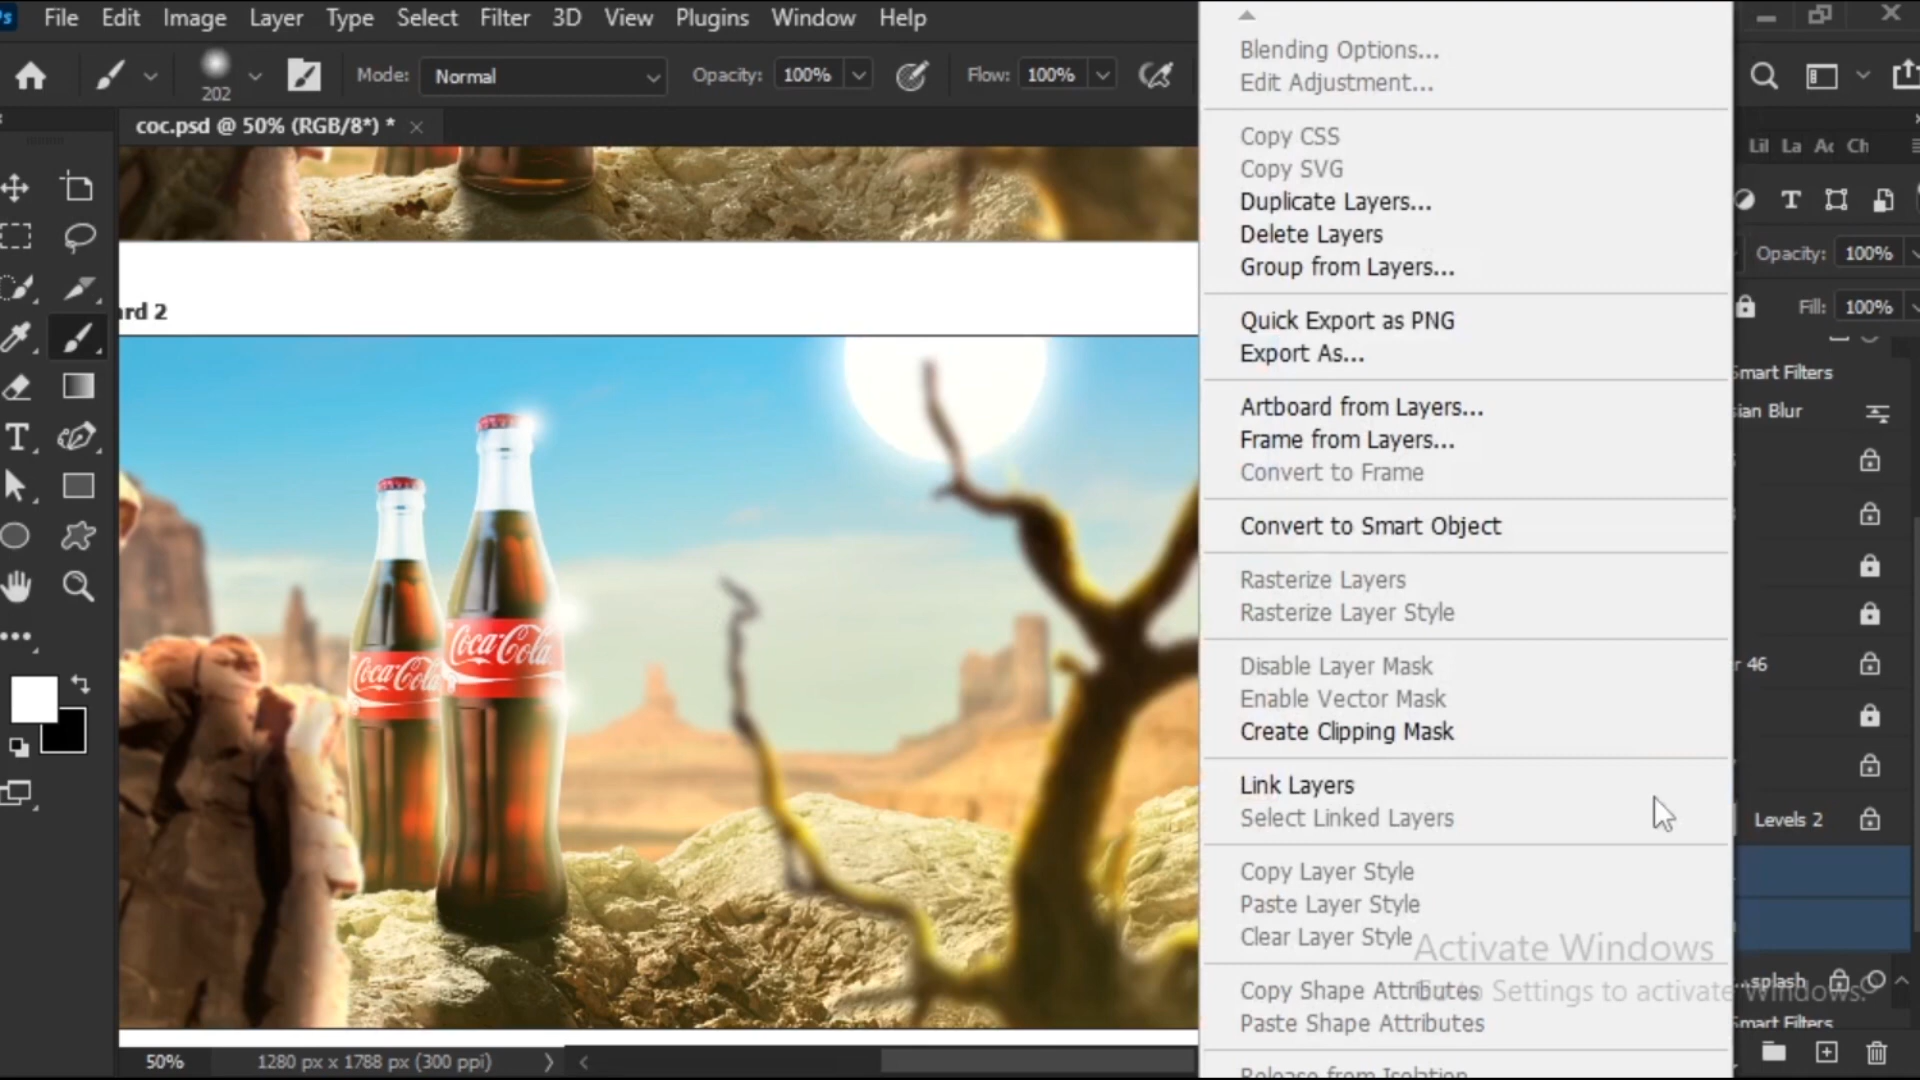 File Edit Image Layer Type Select Filter 3D View Plugins Window Help
202
Mode: Normal
Opacity: 100%
Flow: 100%
coc.psd @ 50% (RGB/8*) *
rd 2
Coca-Cola
Coca-Cola
50%
1280 px x 1788 px (300 ppi)
Blending Options...
Edit Adjustment...
Copy CSS
Copy SVG
Duplicate Layers...
Delete Layers
Group from Layers...
Quick Export as PNG
Export As...
Artboard from Layers...
Frame from Layers...
Convert to Frame
Convert to Smart Object
Rasterize Layers
Rasterize Layer Style
Disable Layer Mask
Enable Vector Mask
Create Clipping Mask
Link Layers
Select Linked Layers
Copy Layer Style
Paste Layer Style
Clear Layer Style
Copy Shape Attributes
Paste Shape Attributes
Release from Isolation
Lil La Ac Ch
Opacity: 100%
Fill: 100%
Smart Filters
sian Blur
r 46
Levels 2
...splash
Smart Filters
Activate Windows
Go to Settings to activate Windows.